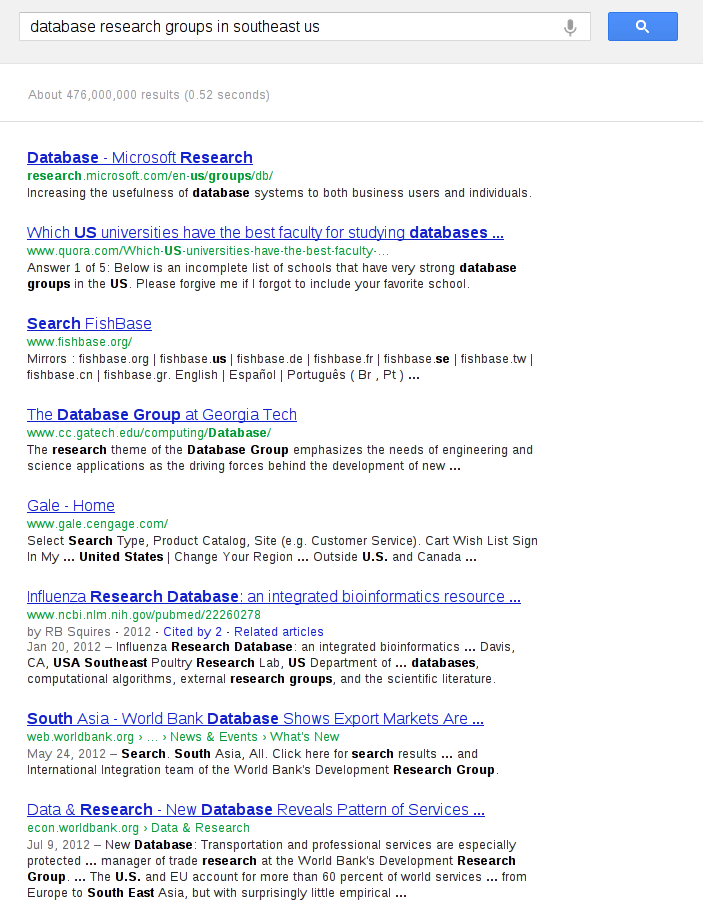 database research groups in southeast us
About 476,000,000 results (0.52 seconds)
Database - Microsoft Research
research.microsoft.com/en-us/groups/db/
Increasing the usefulness of database systems to both business users and individuals.
Which US universities have the best faculty for studying databases ...
www.quora.com/Which-US-universities-have-the-best-faculty-...
Answer 1 of 5: Below is an incomplete list of schools that have very strong database
groups in the US. Please forgive me if I forgot to include your favorite school.
Search FishBase
www.fishbase.org/
Mirrors : fishbase.org | fishbase.us | fishbase.de | fishbase.fr | fishbase.se | fishbase.tw |
fishbase.cn | fishbase.gr. English | Español | Português ( Br , Pt ) ...
The Database Group at Georgia Tech
www.cc.gatech.edu/computing/Database/
The research theme of the Database Group emphasizes the needs of engineering and
science applications as the driving forces behind the development of new ...
Gale - Home
www.gale.cengage.com/
Select Search Type, Product Catalog, Site (e.g. Customer Service). Cart Wish List Sign
In My ... United States | Change Your Region ... Outside U.S. and Canada ...
Influenza Research Database: an integrated bioinformatics resource ...
www.ncbi.nlm.nih.gov/pubmed/22260278
by RB Squires - 2012 - Cited by 2 - Related articles
Jan 20, 2012 – Influenza Research Database: an integrated bioinformatics ... Davis,
CA, USA Southeast Poultry Research Lab, US Department of ... databases,
computational algorithms, external research groups, and the scientific literature.
South Asia - World Bank Database Shows Export Markets Are ...
web.worldbank.org › ... › News & Events › What's New
May 24, 2012 – Search. South Asia, All. Click here for search results ... and
International Integration team of the World Bank's Development Research Group.
Data & Research - New Database Reveals Pattern of Services ...
econ.worldbank.org › Data & Research
Jul 9, 2012 – New Database: Transportation and professional services are especially
protected ... manager of trade research at the World Bank's Development Research
Group. ... The U.S. and EU account for more than 60 percent of world services ... from
Europe to South East Asia, but with surprisingly little empirical ...